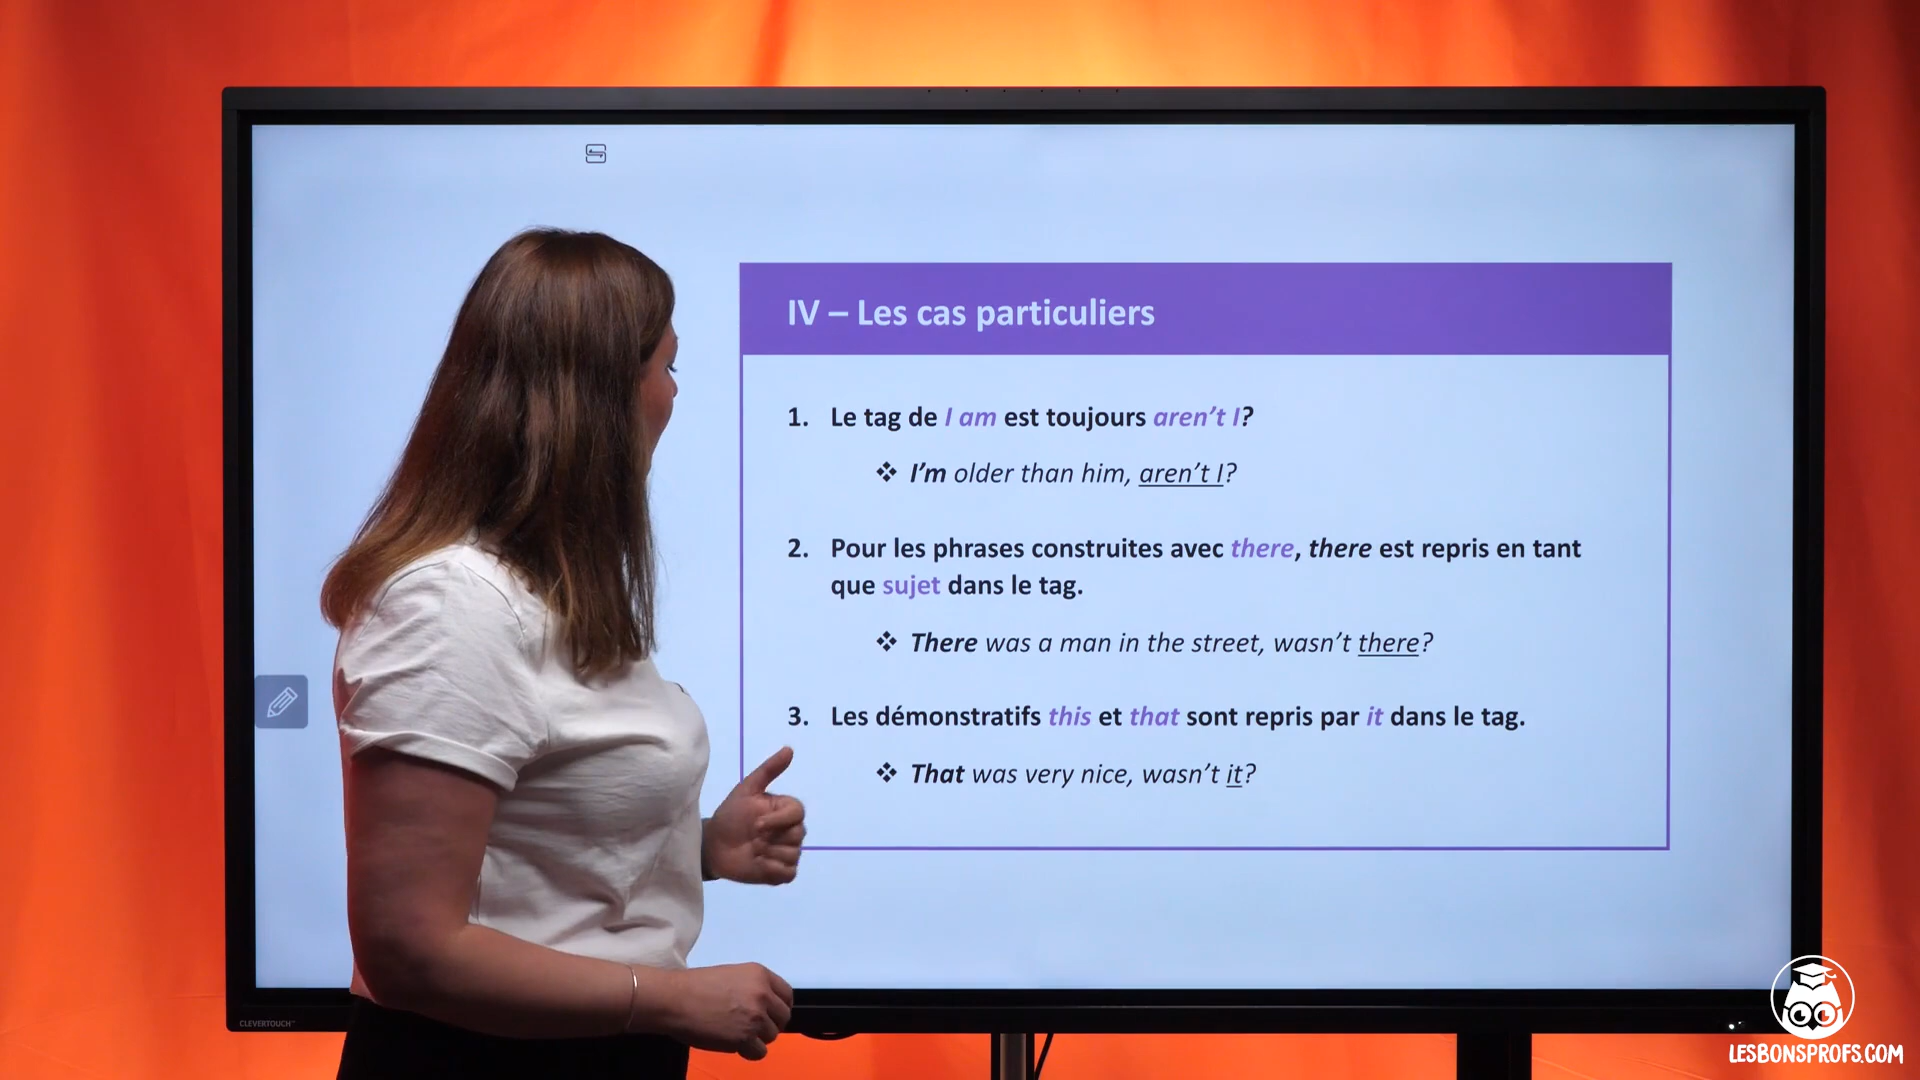 IV – Les cas particuliers
1. Le tag de I am est toujours aren’t I?
❖ I’m older than him, aren’t I?
2. Pour les phrases construites avec there, there est repris en tant
que sujet dans le tag.
❖ There was a man in the street, wasn’t there?
3. Les démonstratifs this et that sont repris par it dans le tag.
❖ That was very nice, wasn’t it?
CLEVERTOUCH
LESBONSPROFS.COM